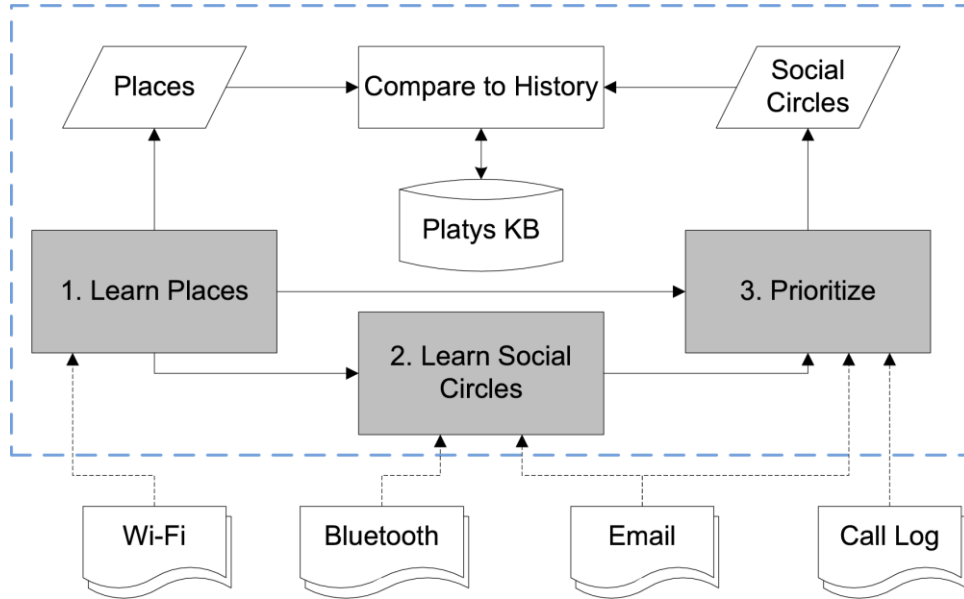 Places
Compare to History
Social
Circles
Platys KB
1. Learn Places
3. Prioritize
2. Learn Social
Circles
Wi-Fi
Bluetooth
Email
Call Log